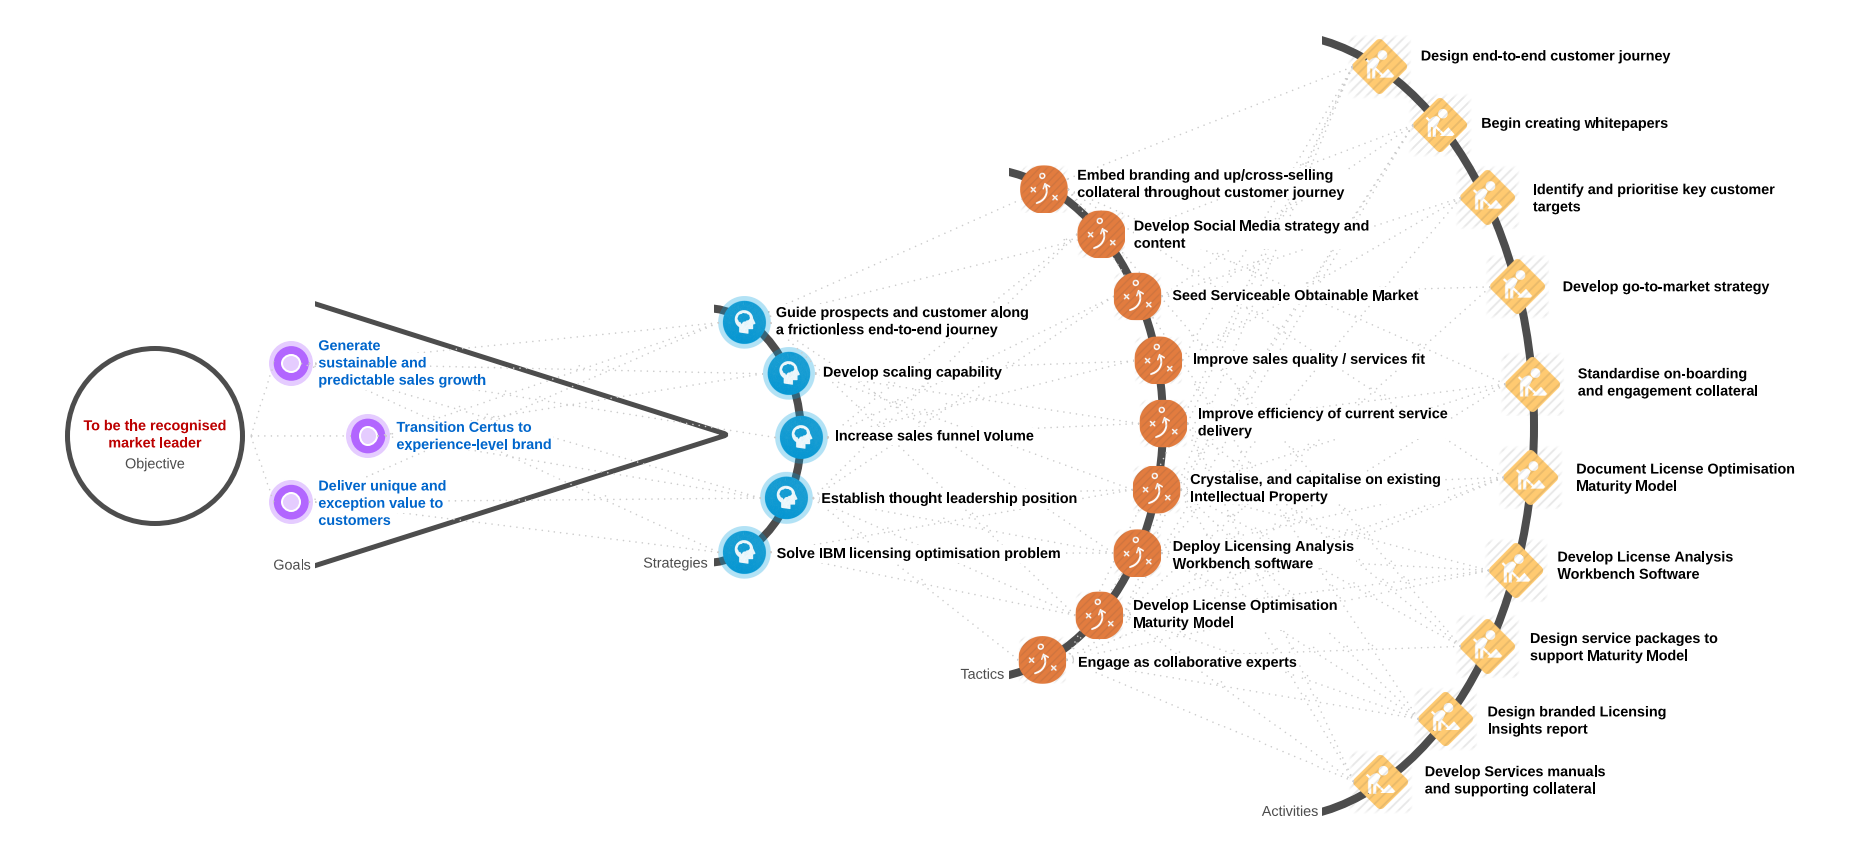 To be the recognised
market leader
Objective
Generate
sustainable and
predictable sales growth
Transition Certus to
experience-level brand
Deliver unique and
exception value to
customers
Goals
Guide prospects and customer along
a frictionless end-to-end journey
Develop scaling capability
Increase sales funnel volume
Establish thought leadership position
Solve IBM licensing optimisation problem
Strategies
Embed branding and up/cross-selling
collateral throughout customer journey
Develop Social Media strategy and
content
Seed Serviceable Obtainable Market
Improve sales quality / services fit
Improve efficiency of current service
delivery
Crystalise, and capitalise on existing
Intellectual Property
Deploy Licensing Analysis
Workbench software
Develop License Optimisation
Maturity Model
Engage as collaborative experts
Tactics
Design end-to-end customer journey
Begin creating whitepapers
Identify and prioritise key customer
targets
Develop go-to-market strategy
Standardise on-boarding
and engagement collateral
Document License Optimisation
Maturity Model
Develop License Analysis
Workbench Software
Design service packages to
support Maturity Model
Design branded Licensing
Insights report
Develop Services manuals
and supporting collateral
Activities